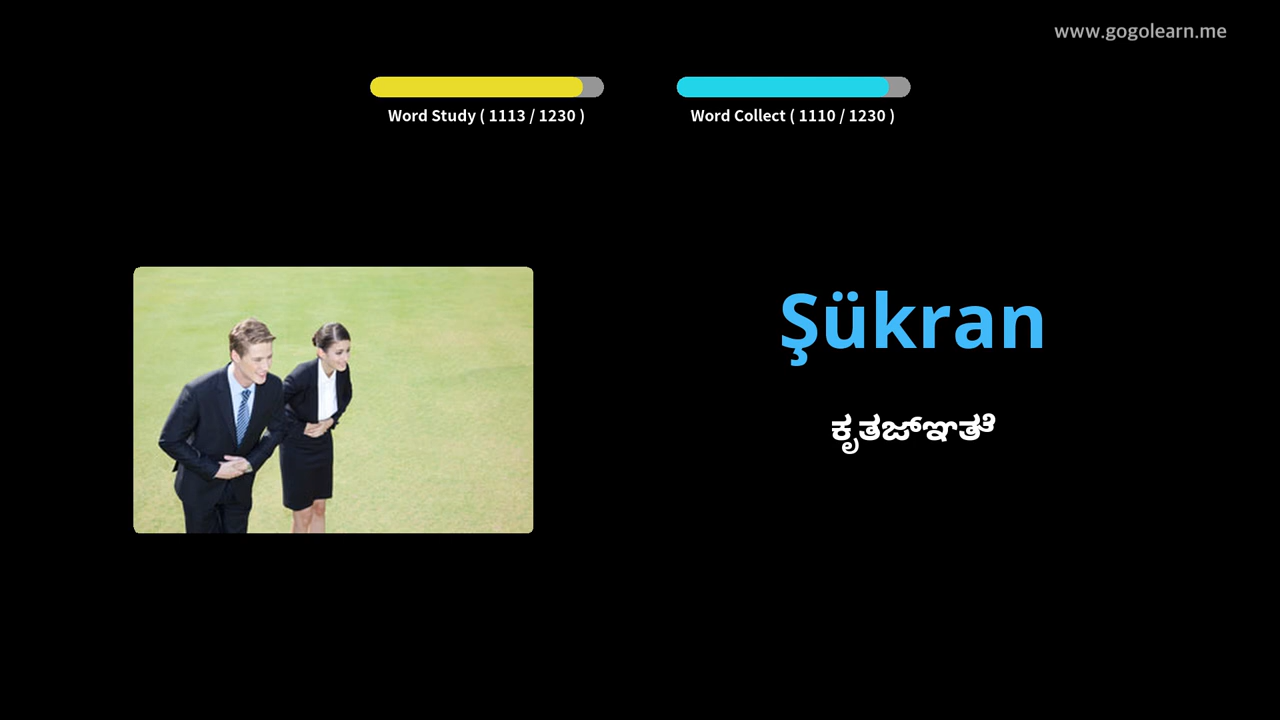 www.gogolearn.me
Word Study ( 1113 / 1230 )
Word Collect ( 1110 / 1230 )
Şükran
ಕೃತಜ್ಞತೆ